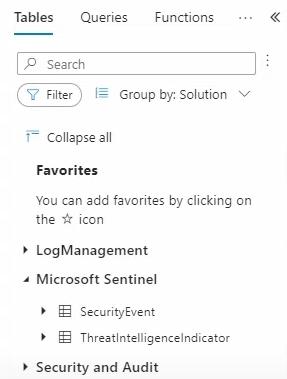 Tables Queries Functions ... «
Search
Filter Group by: Solution
Collapse all
Favorites
You can add favorites by clicking on
the ☆ icon
LogManagement
Microsoft Sentinel
SecurityEvent
ThreatIntelligenceIndicator
Security and Audit